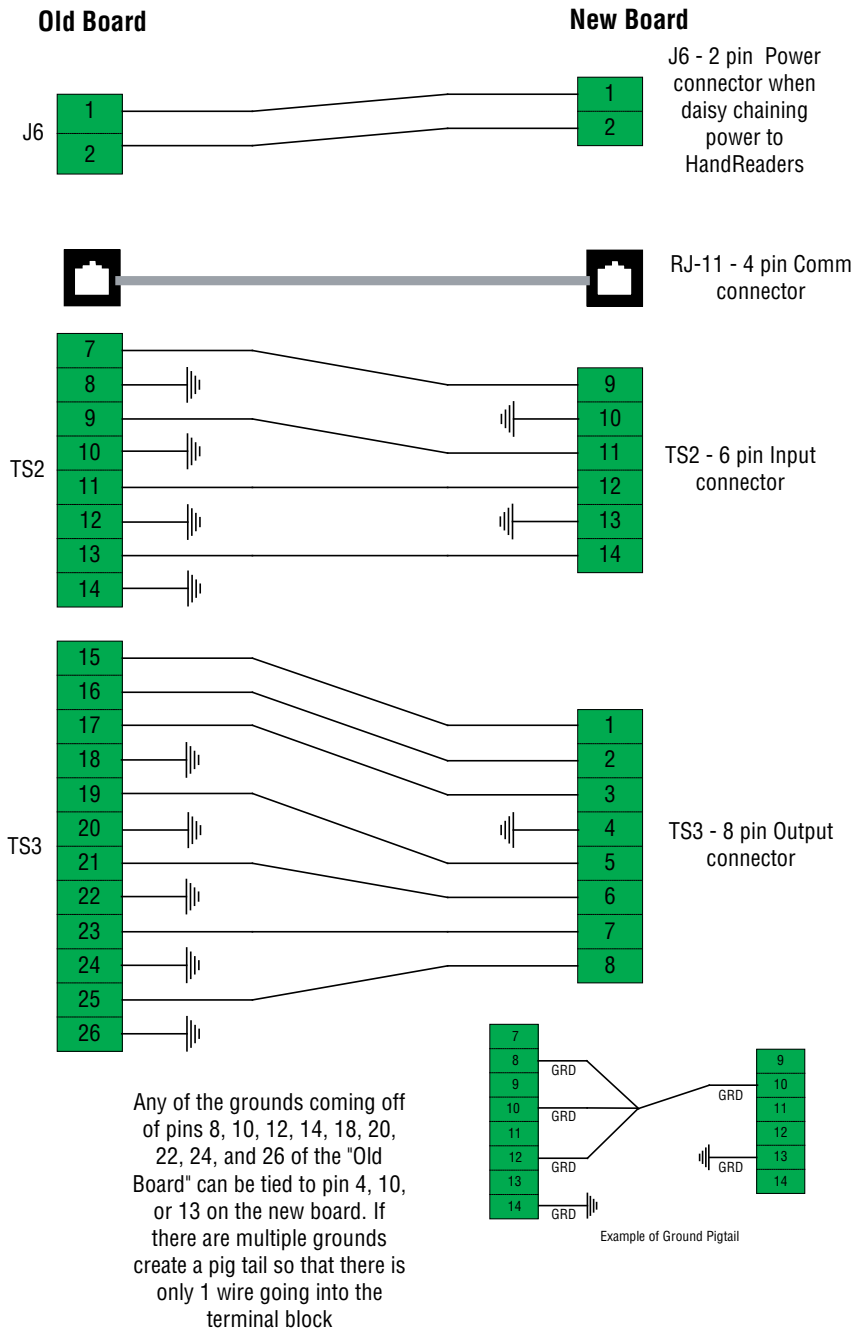 Old Board
New Board
J6
1
2
1
2
J6 - 2 pin  Power
connector when
daisy chaining
power to
HandReaders
RJ-11 - 4 pin Comm
connector
TS2
7
8
9
10
11
12
13
14
9
10
11
12
13
14
TS2 - 6 pin Input
connector
TS3
15
16
17
18
19
20
21
22
23
24
25
26
1
2
3
4
5
6
7
8
TS3 - 8 pin Output
connector
Any of the grounds coming off
of pins 8, 10, 12, 14, 18, 20,
22, 24, and 26 of the "Old
Board" can be tied to pin 4, 10,
or 13 on the new board. If
there are multiple grounds
create a pig tail so that there is
only 1 wire going into the
terminal block
7
8
9
10
11
12
13
14
GRD
GRD
GRD
GRD
GRD
GRD
9
10
11
12
13
14
Example of Ground Pigtail